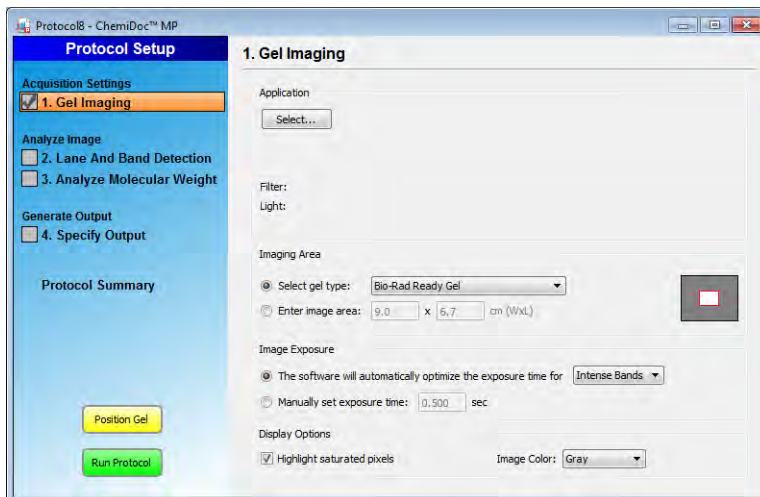 Protocol8 - ChemiDoc™ MP
Protocol Setup
Acquisition Settings
1. Gel Imaging
Analyze Image
2. Lane And Band Detection
3. Analyze Molecular Weight
Generate Output
4. Specify Output
Protocol Summary
Position Gel
Run Protocol
1. Gel Imaging
Application
Select...
Filter:
Light:
Imaging Area
Select gel type: Bio-Rad Ready Gel
Enter image area: 9.0 x 6.7 cm (WxL)
Image Exposure
The software will automatically optimize the exposure time for Intense Bands
Manually set exposure time: 0.500 sec
Display Options
Highlight saturated pixels Image Color: Gray